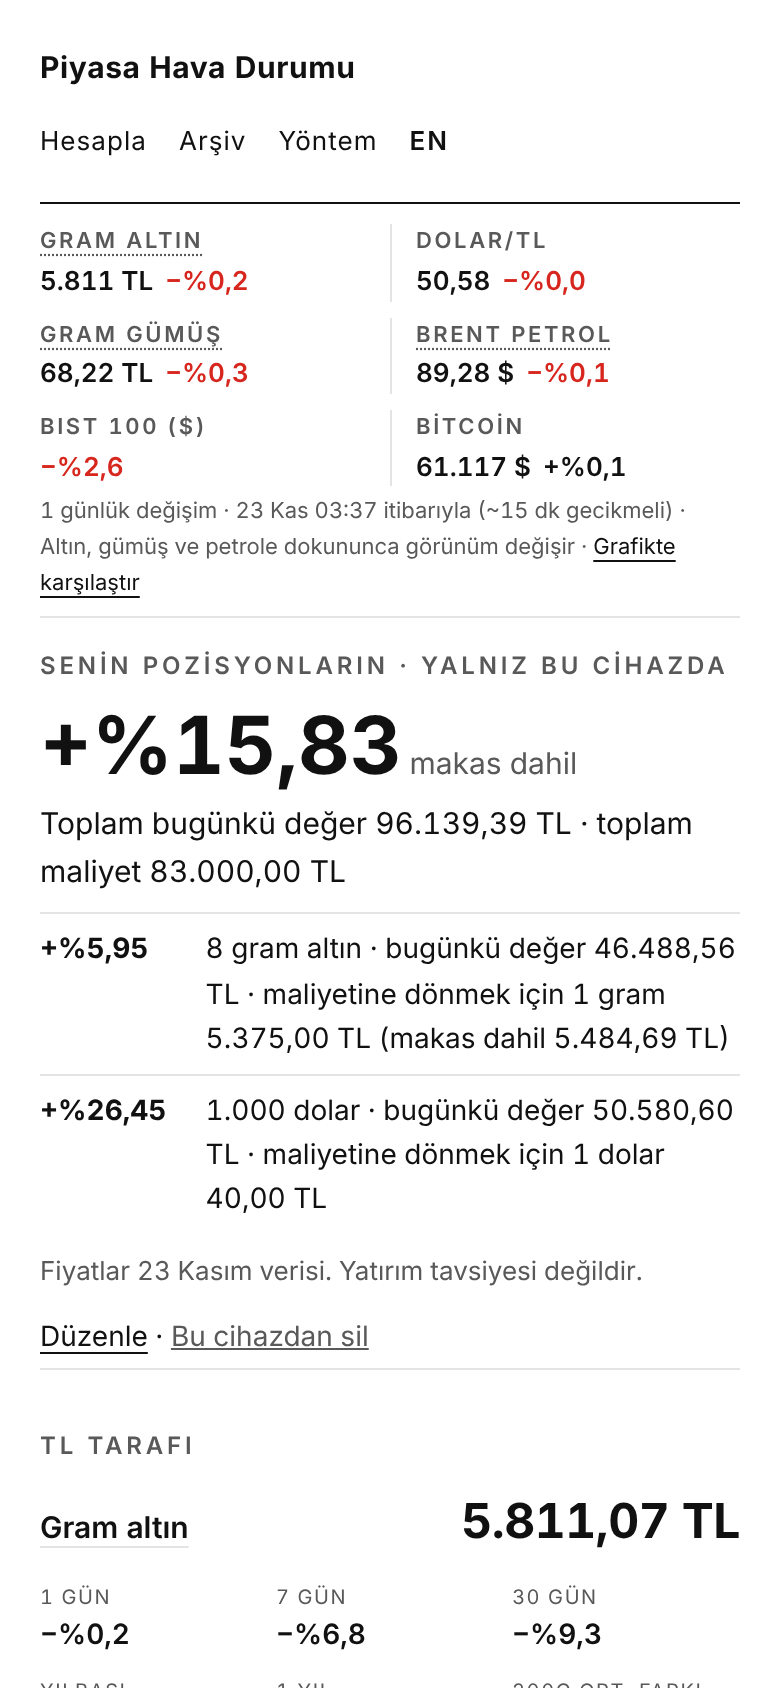 Piyasa Hava Durumu
Hesapla Arşiv Yöntem EN
GRAM ALTIN
5.811 TL −%0,2
DOLAR/TL
50,58 −%0,0
GRAM GÜMÜŞ
68,22 TL −%0,3
BRENT PETROL
89,28 $ −%0,1
BIST 100 ($)
−%2,6
BİTCOİN
61.117 $ +%0,1
1 günlük değişim · 23 Kas 03:37 itibarıyla (~15 dk gecikmeli) ·
Altın, gümüş ve petrole dokununca görünüm değişir · Grafikte
karşılaştır
SENİN POZİSYONLARIN · YALNIZ BU CİHAZDA
+%15,83 makas dahil
Toplam bugünkü değer 96.139,39 TL · toplam
maliyet 83.000,00 TL
+%5,95
8 gram altın · bugünkü değer 46.488,56
TL · maliyetine dönmek için 1 gram
5.375,00 TL (makas dahil 5.484,69 TL)
+%26,45
1.000 dolar · bugünkü değer 50.580,60
TL · maliyetine dönmek için 1 dolar
40,00 TL
Fiyatlar 23 Kasım verisi. Yatırım tavsiyesi değildir.
Düzenle · Bu cihazdan sil
TL TARAFI
Gram altın 5.811,07 TL
1 GÜN 7 GÜN 30 GÜN
−%0,2 −%6,8 −%9,3